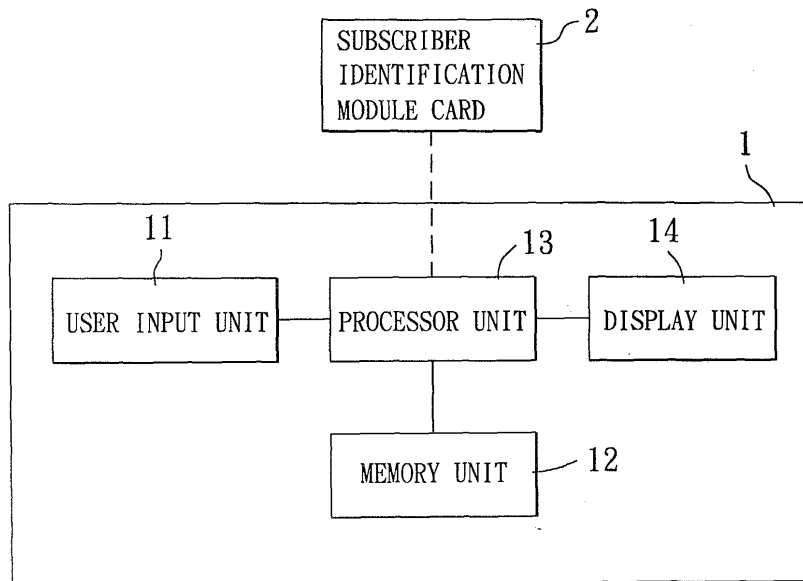 SUBSCRIBER
IDENTIFICATION
MODULE CARD
2
1
11
13
14
USER INPUT UNIT
PROCESSOR UNIT
DISPLAY UNIT
MEMORY UNIT
12